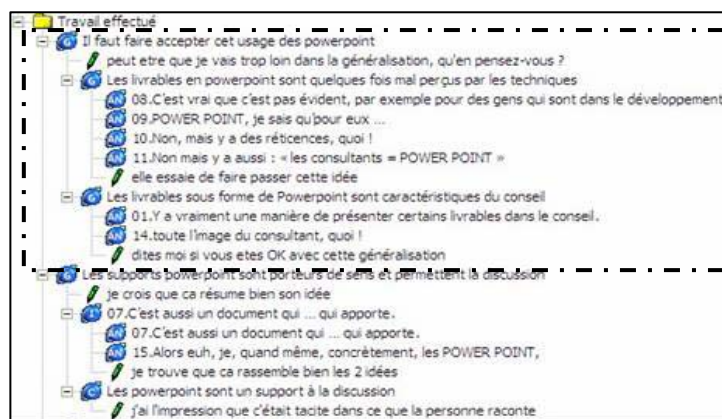 Travail effectué
Il faut faire accepter cet usage des powerpoint
peut etre que je vais trop loin dans la généralisation, qu'en pensez-vous ?
Les livrables en powerpoint sont quelques fois mal perçus par les techniques
08.C'est vrai que c'est pas évident, par exemple pour des gens qui sont dans le développement
09.POWER POINT, je sais qu'pour eux ...
10.Non, mais y a des réticences, quoi !
11.Non mais y a aussi : « les consultants = POWER POINT »
elle essaie de faire passer cette idée
Les livrables sous forme de Powerpoint sont caractéristiques du conseil
01.Y a vraiment une manière de présenter certains livrables dans le conseil.
14.toute l'image du consultant, quoi !
dites moi si vous etes OK avec cette généralisation
Les supports powerpoint sont porteurs de sens et permettent la discussion
je crois que ca résume bien son idée
07.C'est aussi un document qui ... qui apporte.
07.C'est aussi un document qui ... qui apporte.
15.Alors euh, je, quand même, concrètement, les POWER POINT,
je trouve que ca rassemble bien les 2 idées
Les powerpoint sont un support à la discussion
j'ai l'impression que c'était tacite dans ce que la personne raconte